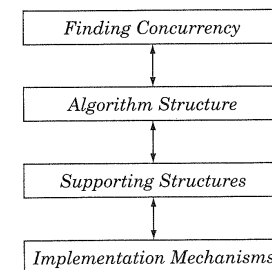 Finding Concurrency
Algorithm Structure
Supporting Structures
Implementation Mechanisms